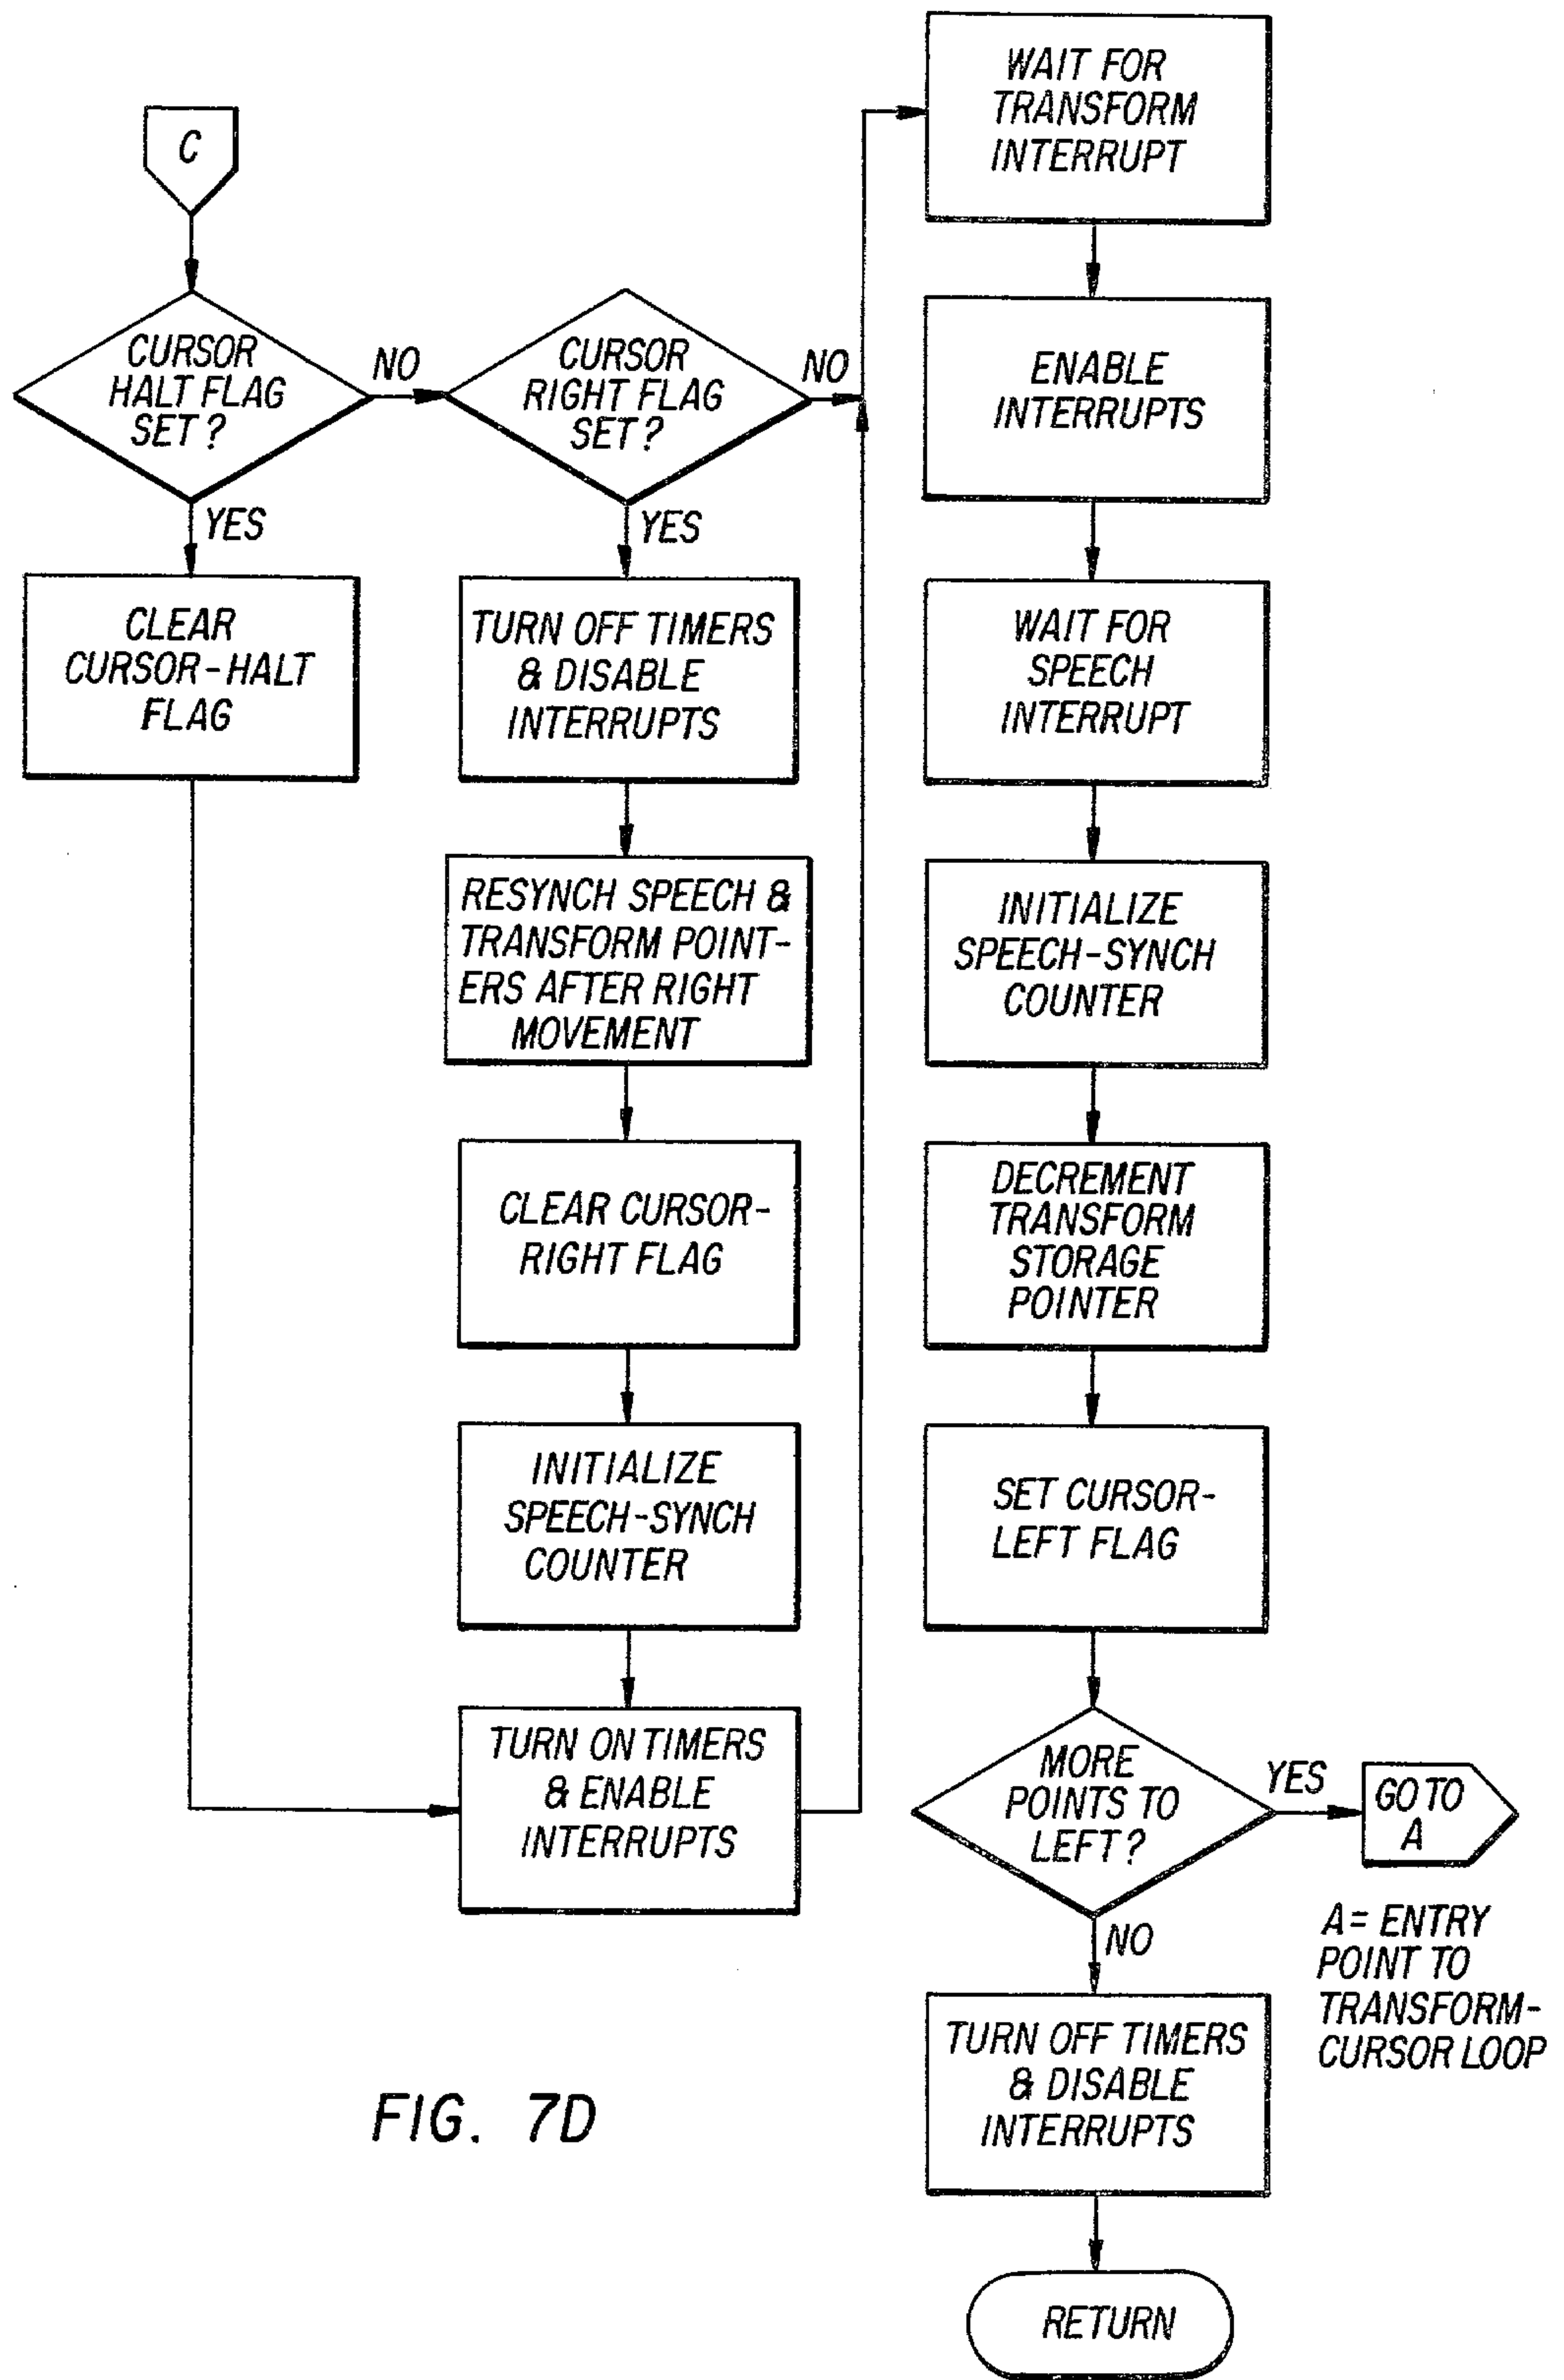 C
CURSOR
HALT FLAG
SET?
NO
YES
CLEAR
CURSOR-HALT
FLAG
CURSOR
RIGHT FLAG
SET?
NO
YES
TURN OFF TIMERS
& DISABLE
INTERRUPTS
RESYNCH SPEECH &
TRANSFORM POINT-
ERS AFTER RIGHT
MOVEMENT
CLEAR CURSOR-
RIGHT FLAG
INITIALIZE
SPEECH-SYNCH
COUNTER
TURN ON TIMERS
& ENABLE
INTERRUPTS
WAIT FOR
TRANSFORM
INTERRUPT
ENABLE
INTERRUPTS
WAIT FOR
SPEECH
INTERRUPT
INITIALIZE
SPEECH-SYNCH
COUNTER
DECREMENT
TRANSFORM
STORAGE
POINTER
SET CURSOR-
LEFT FLAG
MORE
POINTS TO
LEFT?
YES
GO TO
A
A= ENTRY
POINT TO
TRANSFORM-
CURSOR LOOP
NO
TURN OFF TIMERS
& DISABLE
INTERRUPTS
RETURN
FIG. 7D